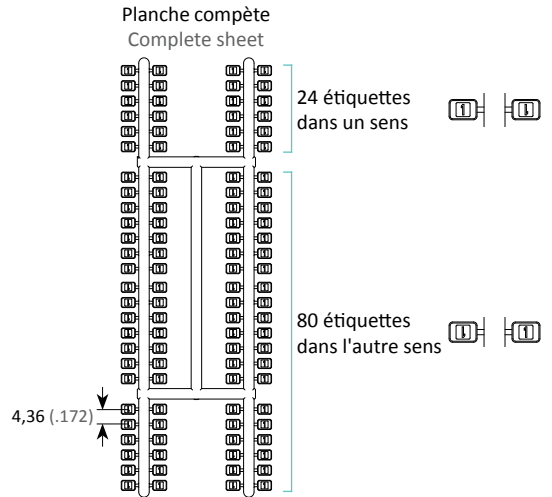 Planche compète
Complete sheet
24 étiquettes
dans un sens
80 étiquettes
dans l'autre sens
4,36 (.172)